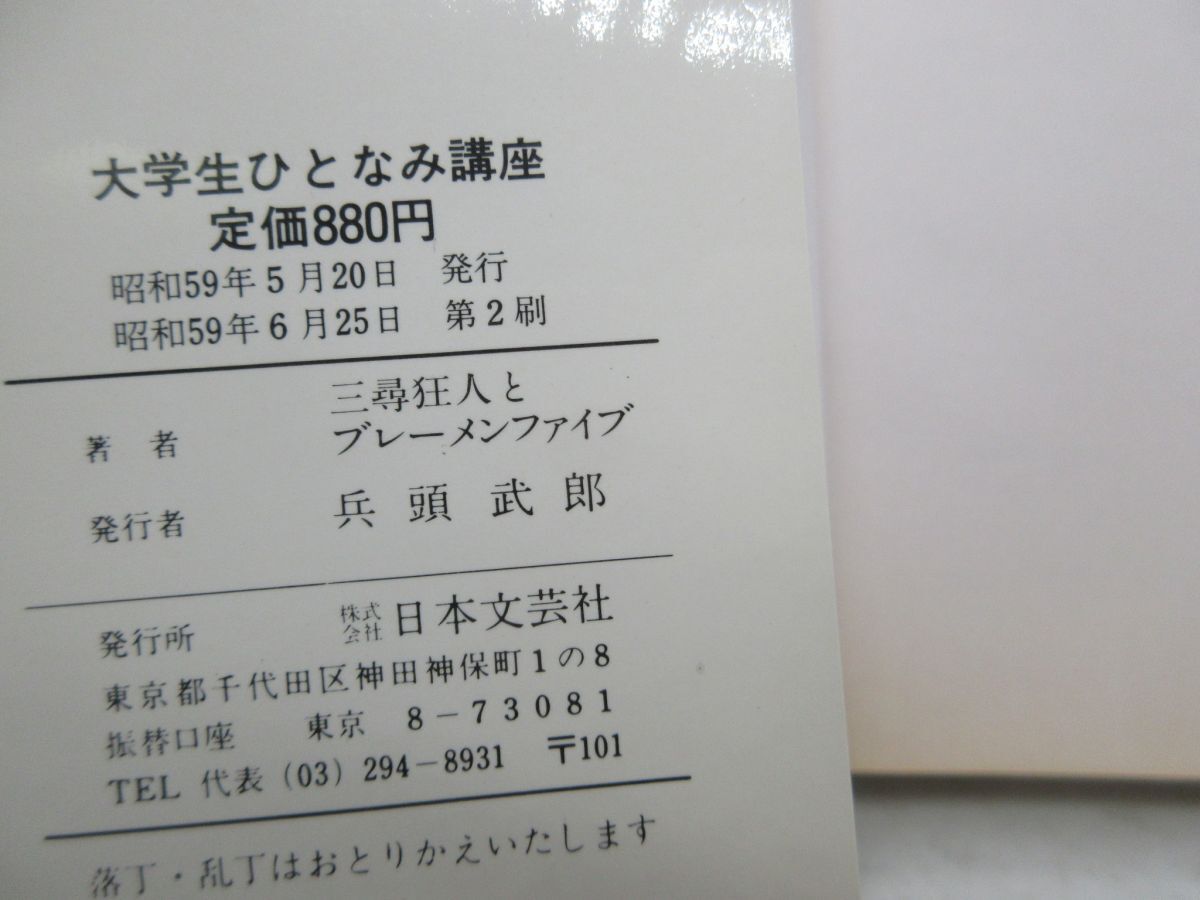 大学生ひとなみ講座
定価880円
昭和59年5月20日 発行
昭和59年6月25日 第2刷
著者 三尋狂人と
ブレーメンファイブ
発行者 兵頭武郎
発行所 株式会社 日本文芸社
東京都千代田区神田神保町1の8
振替口座 東京 8-73081
TEL 代表 (03) 294-8931 〒101
落丁・乱丁はおとりかえいたします